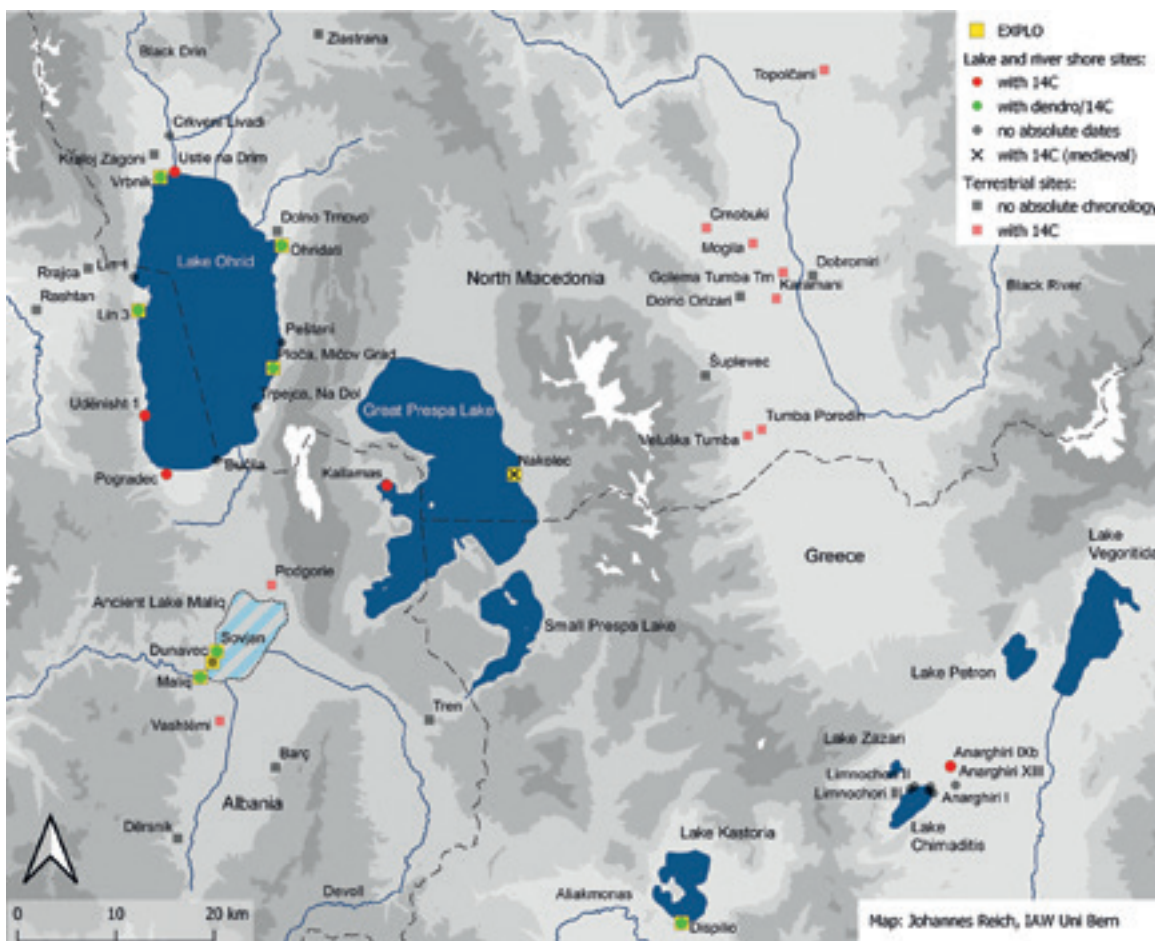 Zlastrana
Black Drin
Topolčani
Crkveni Livadi
Kraloj Zagoni
Ustie na Drim
Vrbnik
Dolno Trnovo
Ohridati
Lin 1
Rrajca
Lake Ohrid
Rashtan
Lin 3
Peštani
Ploča, Mičov Grad
Udënisht 1
Trpejca, Na Dol
Bučila
Pogradec
North Macedonia
Crnobuki
Mogila
Golema Tumba Trn
Dobromiri
Karamani
Dolno Orizari
Black River
Šuplevec
Great Prespa Lake
Tumba Porodin
Veluška Tumba
Kallamas
Nakolec
Greece
Lake
Vegoritida
Podgorie
Ancient Lake Maliq
Sovjan
Dunavec
Maliq
Small Prespa Lake
Lake Petron
Tren
Vashtëmi
Lake Zazari
Anarghiri IXb
Anarghiri XIII
Limnochori II
Limnochori III
Anarghiri I
Barç
Albania
Lake
Chimaditis
Dërsnik
Lake Kastoria
Devoll
Aliakmonas
Dispilio
0 10 20 km
EXPLO
Lake and river shore sites:
with 14C
with dendro/14C
no absolute dates
with 14C (medieval)
Terrestrial sites:
no absolute chronology
with 14C
Map: Johannes Reich, IAW Uni Bern